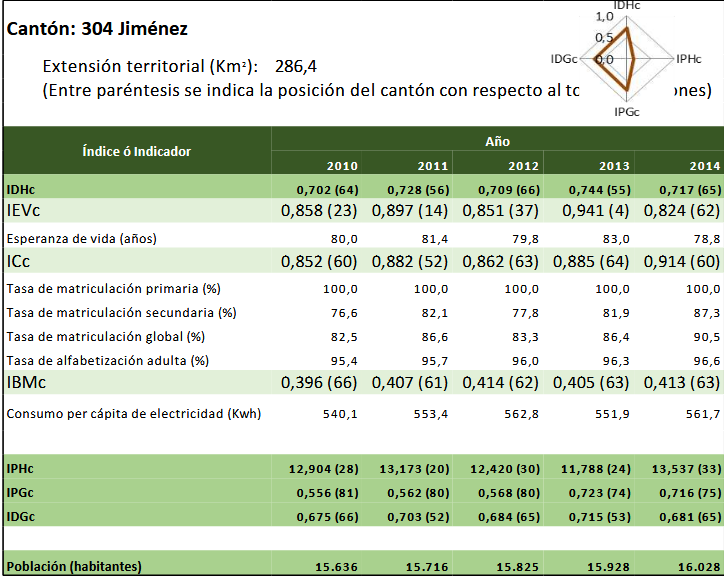 Cantón: 304 Jiménez
IDHc
1,0
0,5
0,0
IDGc
IPHc
IPGc
Extensión territorial (Km²): 286,4
(Entre paréntesis se indica la posición del cantón con respecto al
Índice ó Indicador Año
2010 2011 2012 2013 2014
IDHc 0,702 (64) 0,728 (56) 0,709 (66) 0,744 (55) 0,717 (65)
IEVc 0,858 (23) 0,897 (14) 0,851 (37) 0,941 (4) 0,824 (62)
Esperanza de vida (años) 80,0 81,4 79,8 83,0 78,8
ICc 0,852 (60) 0,882 (52) 0,862 (63) 0,885 (64) 0,914 (60)
Tasa de matriculación primaria (%) 100,0 100,0 100,0 100,0 100,0
Tasa de matriculación secundaria (%) 76,6 82,1 77,8 81,9 87,3
Tasa de matriculación global (%) 82,5 86,6 83,3 86,4 90,5
Tasa de alfabetización adulta (%) 95,4 95,7 96,0 96,3 96,6
IBMc 0,396 (66) 0,407 (61) 0,414 (62) 0,405 (63) 0,413 (63)
Consumo per cápita de electricidad (Kwh) 540,1 553,4 562,8 551,9 561,7
IPHc 12,904 (28) 13,173 (20) 12,420 (30) 11,788 (24) 13,537 (33)
IPGc 0,556 (81) 0,562 (80) 0,568 (80) 0,723 (74) 0,716 (75)
IDGc 0,675 (66) 0,703 (52) 0,684 (65) 0,715 (53) 0,681 (65)
Población (habitantes) 15.636 15.716 15.825 15.928 16.028